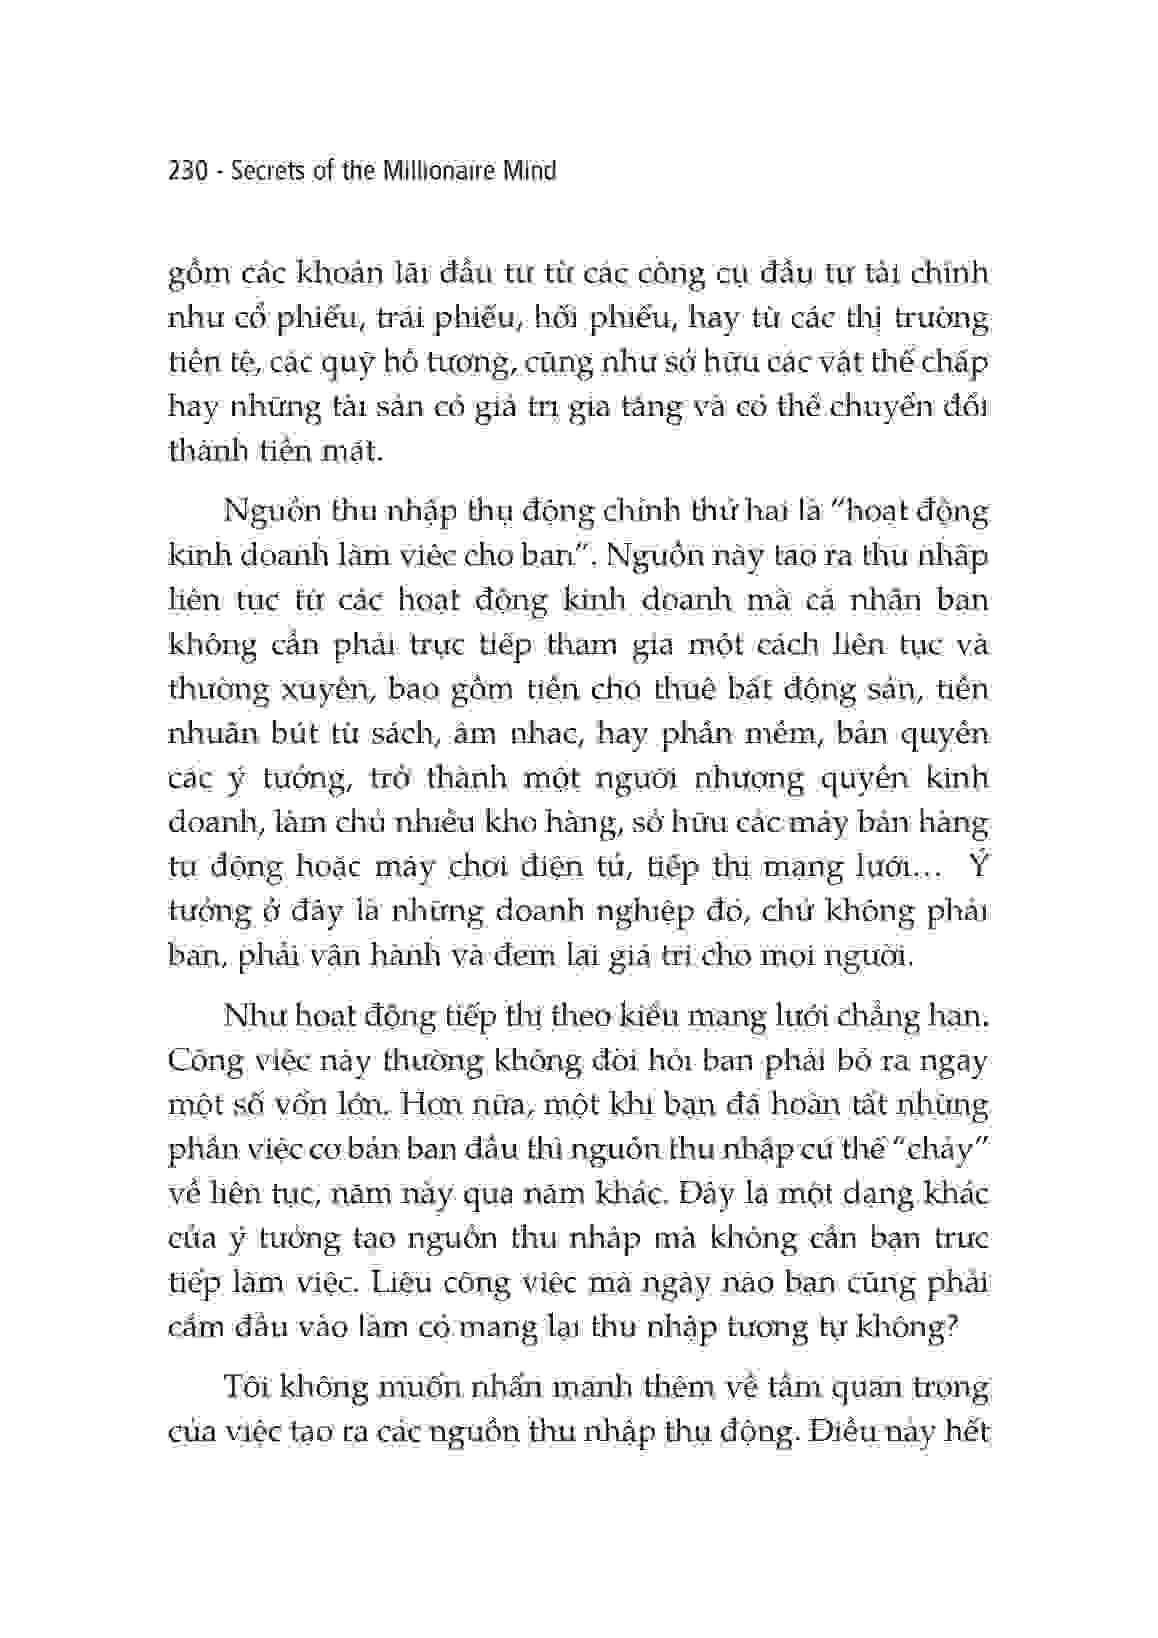 230 - Secrets of the Millionaire Mind
gồm các khoản lãi đầu tư từ các công cụ đầu tư tài chính
như cổ phiếu, trái phiếu, hối phiếu, hay từ các thị trường
tiền tệ, các quỹ hỗ tương, cũng như sở hữu các vật thế chấp
hay những tài sản có giá trị gia tăng và có thể chuyển đổi
thành tiền mặt.
Nguồn thu nhập thụ động chính thứ hai là “hoạt động
kinh doanh làm việc cho bạn”. Nguồn này tạo ra thu nhập
liên tục từ các hoạt động kinh doanh mà cá nhân bạn
không cần phải trực tiếp tham gia một cách liên tục và
thường xuyên, bao gồm tiền cho thuê bất động sản, tiền
nhuận bút từ sách, âm nhạc, hay phần mềm, bản quyền
các ý tưởng, trở thành một người nhượng quyền kinh
doanh, làm chủ nhiều kho hàng, sở hữu các máy bán hàng
tự động hoặc máy chơi điện tử, tiếp thị mạng lưới… Ý
tưởng ở đây là những doanh nghiệp đó, chứ không phải
bạn, phải vận hành và đem lại giá trị cho mọi người.
Như hoạt động tiếp thị theo kiểu mạng lưới chẳng hạn.
Công việc này thường không đòi hỏi bạn phải bỏ ra ngay
một số vốn lớn. Hơn nữa, một khi bạn đã hoàn tất những
phần việc cơ bản ban đầu thì nguồn thu nhập cứ thế “chảy”
về liên tục, năm này qua năm khác. Đây là một dạng khác
của ý tưởng tạo nguồn thu nhập mà không cần bạn trực
tiếp làm việc. Liệu công việc mà ngày nào bạn cũng phải
cắm đầu vào làm có mang lại thu nhập tương tự không?
Tôi không muốn nhấn mạnh thêm về tầm quan trọng
của việc tạo ra các nguồn thu nhập thụ động. Điều này hết